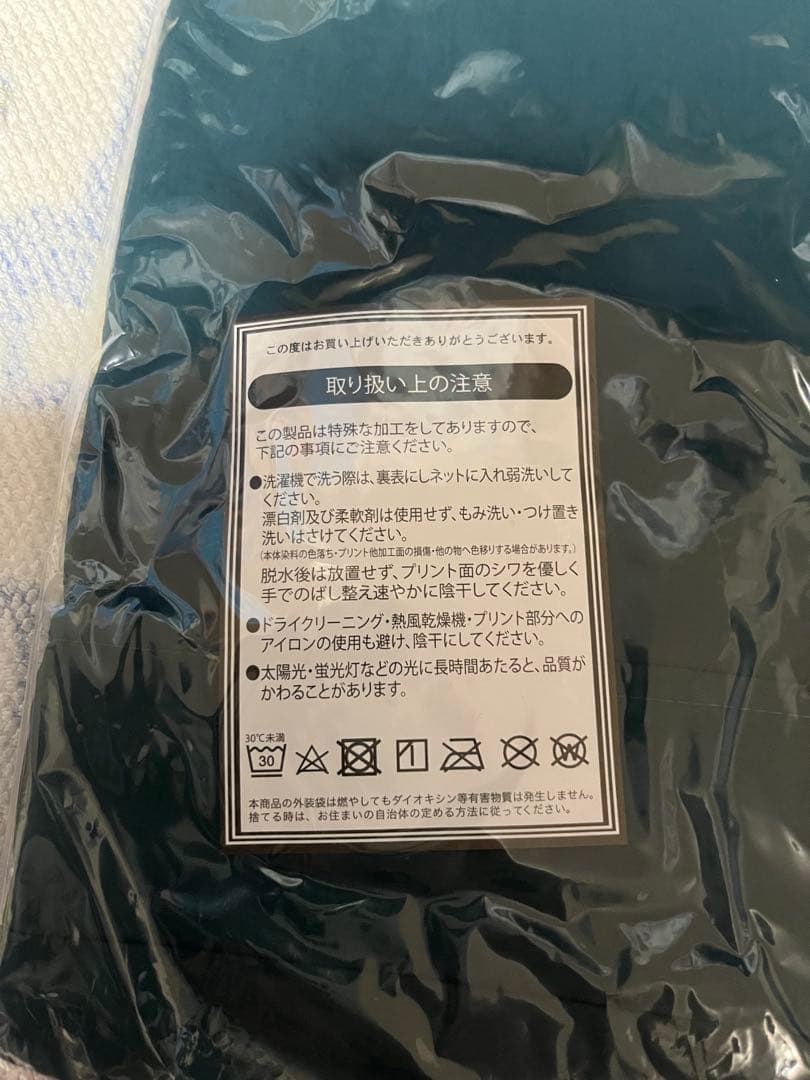 この度はお買い上げいただきありがとうございます。
取り扱い上の注意
この製品は特殊な加工をしてありますので、
下記の事項にご注意ください。
●洗濯機で洗う際は、裏表にしネットに入れ弱洗いして
ください。
漂白剤及び柔軟剤は使用せず、もみ洗い・つけ置き
洗いはさけてください。
(本体染料の色落ち・プリント他加工面の損傷・他の物へ色移りする場合があります。)
脱水後は放置せず、プリント面のシワを優しく
手でのばし整え速やかに陰干してください。
●ドライクリーニング・熱風乾燥機・プリント部分への
アイロンの使用も避け、陰干にしてください。
●太陽光・蛍光灯などの光に長時間あたると、品質が
かわることがあります。
30℃未満
30
W
本商品の外装袋は燃やしてもダイオキシン等有害物質は発生しません。
捨てる時は、お住まいの自治体の定める方法に従ってください。